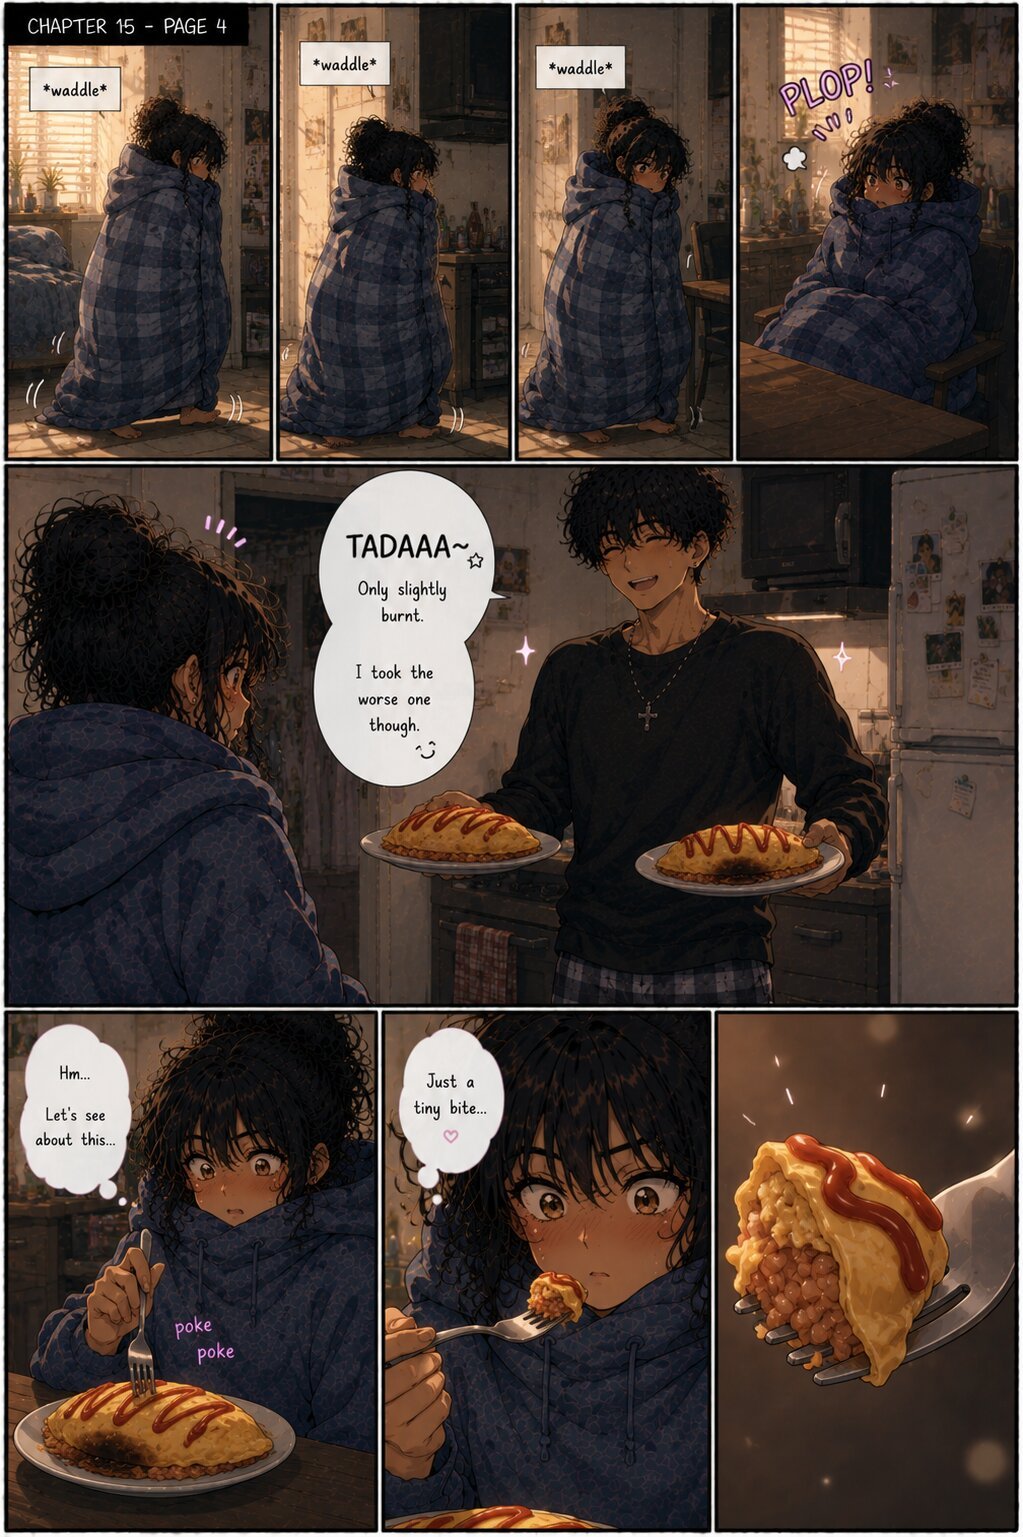 CHAPTER 15 - PAGE 4
*waddle*
*waddle*
*waddle*
PLOP!
TADAAA~
Only slightly
burnt.
I took the
worse one
though.
Hm...
Let's see
about this...
poke
poke
Just a
tiny bite...